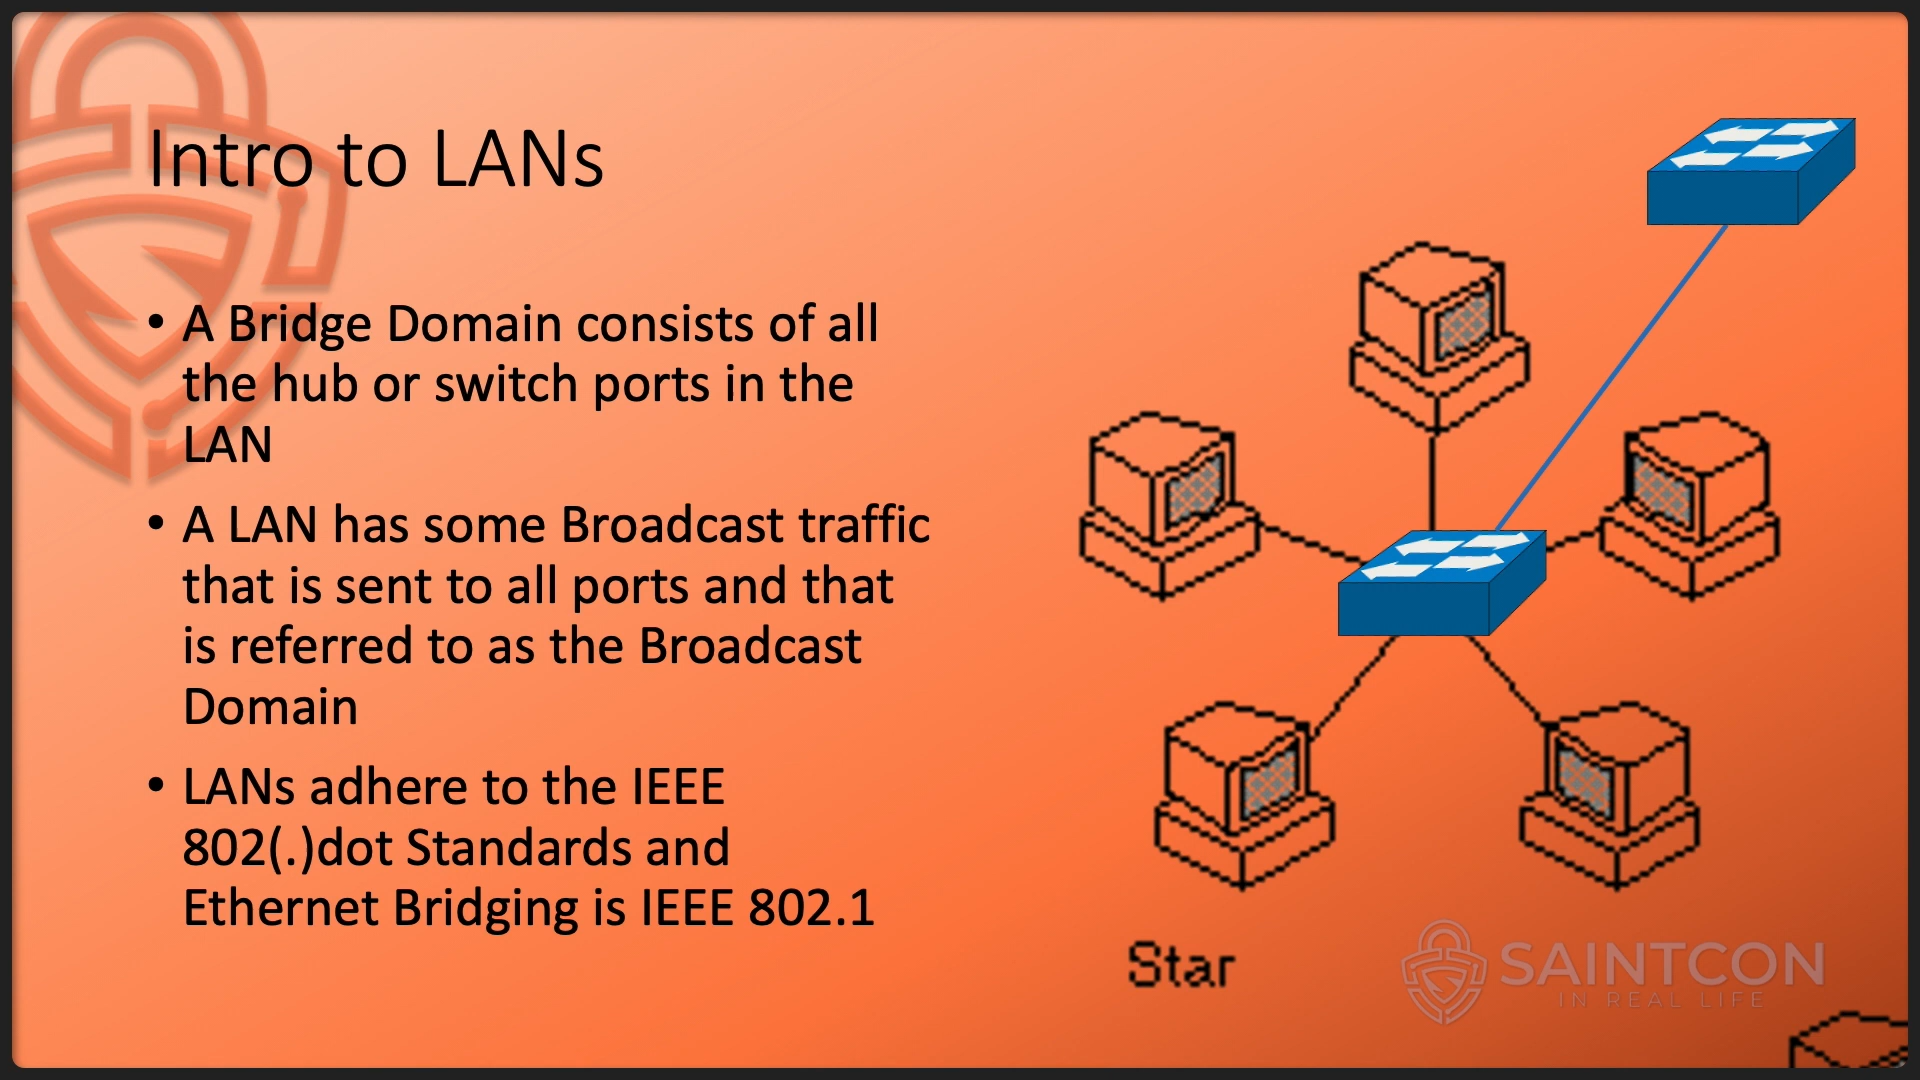 Intro to LANs
• A Bridge Domain consists of all
the hub or switch ports in the
LAN
• A LAN has some Broadcast traffic
that is sent to all ports and that
is referred to as the Broadcast
Domain
• LANs adhere to the IEEE
802(.)dot Standards and
Ethernet Bridging is IEEE 802.1
Star
SAINTCON
IN REAL LIFE